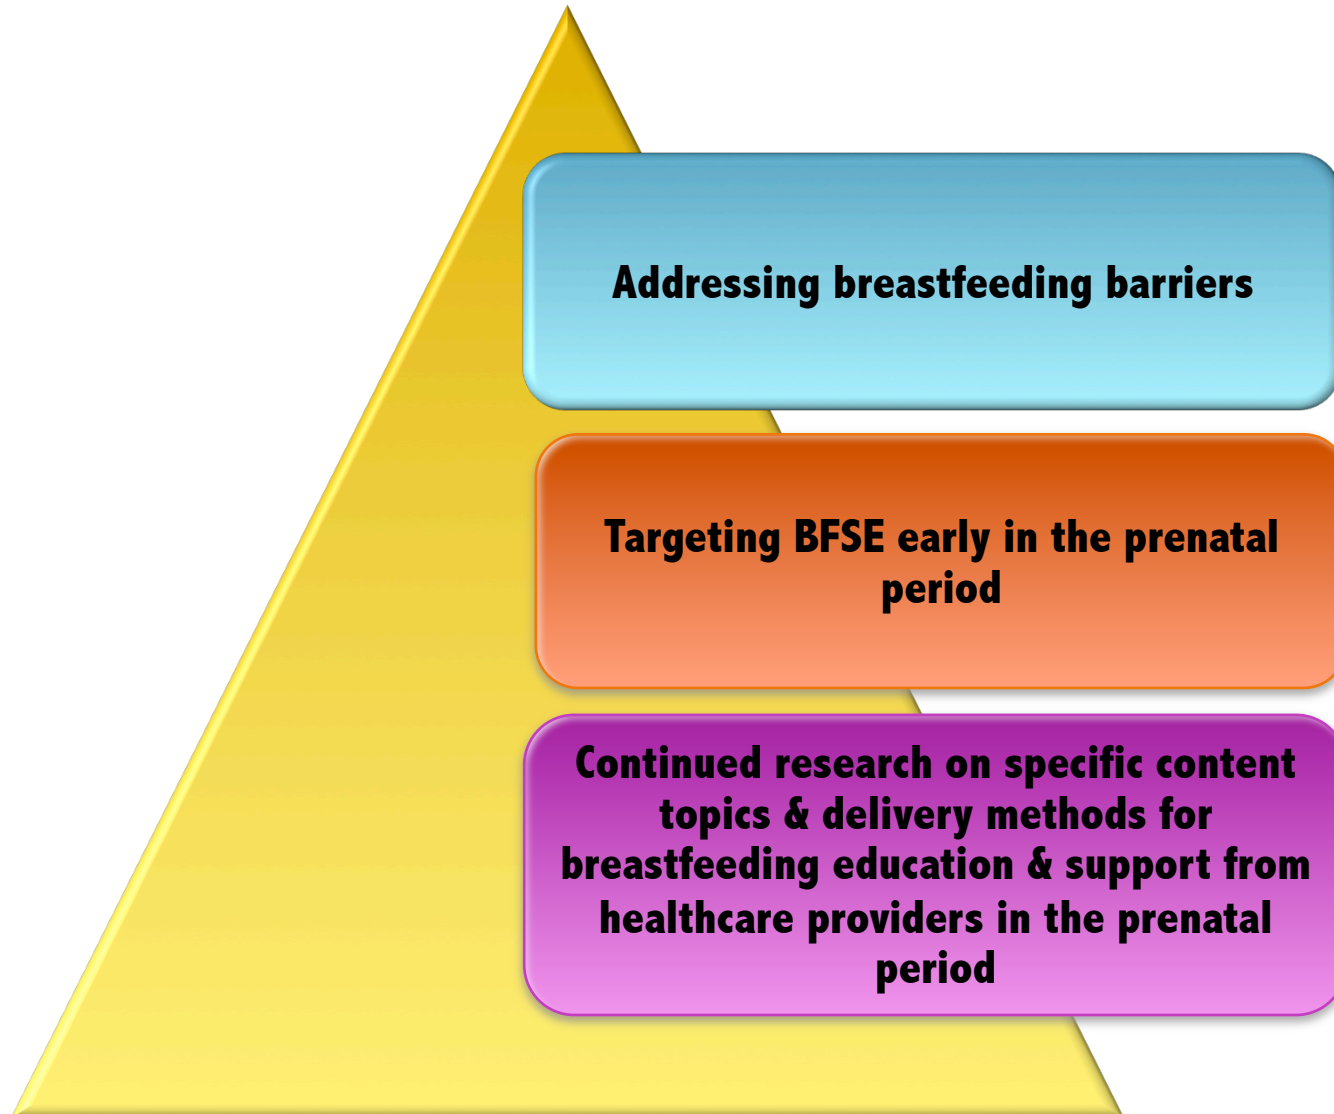 Addressing breastfeeding barriers
Targeting BFSE early in the prenatal
period
Continued research on specific content
topics & delivery methods for
breastfeeding education & support from
healthcare providers in the prenatal
period